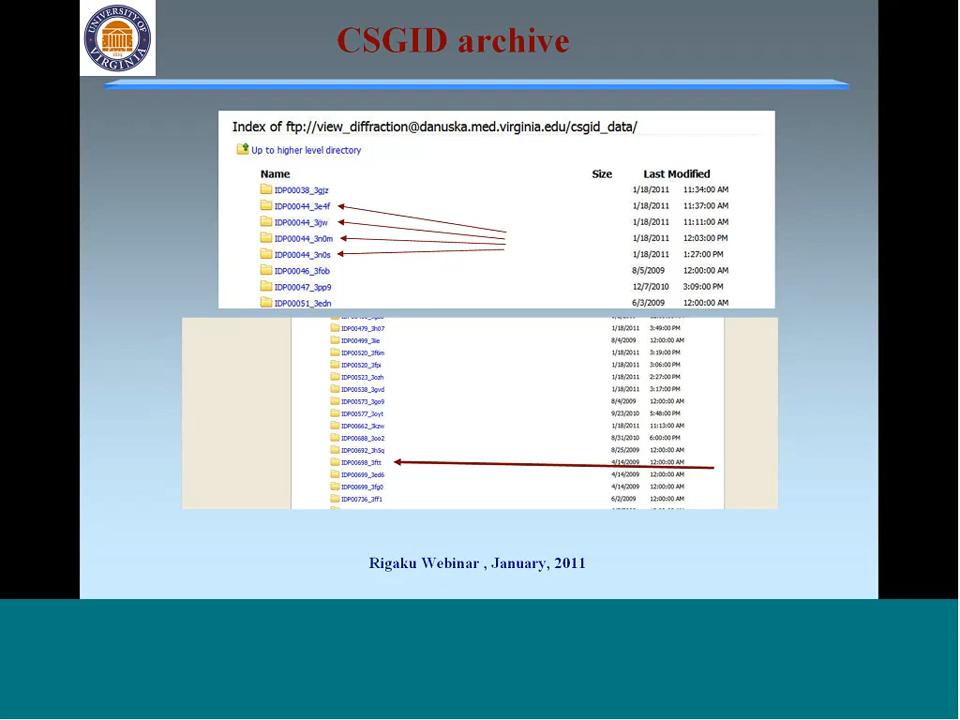 UNIVERSITY OF VIRGINIA
1819
CSGID archive
Index of ftp://view_diffraction@danuska.med.virginia.edu/csgid_data/
Up to higher level directory
Name Size Last Modified
IDP00038_3gjz 1/18/2011 11:34:00 AM
IDP00044_3e4f 1/18/2011 11:37:00 AM
IDP00044_3ijw 1/18/2011 11:11:00 AM
IDP00044_3n0m 1/18/2011 12:03:00 PM
IDP00044_3n0s 1/18/2011 1:27:00 PM
IDP00046_3fob 8/5/2009 12:00:00 AM
IDP00047_3pp9 12/7/2010 3:09:00 PM
IDP00051_3edn 6/3/2009 12:00:00 AM
IDP00479_3h07 1/18/2011 3:49:00 PM
IDP00499_3iie 8/4/2009 12:00:00 AM
IDP00520_3f6m 1/18/2011 3:19:00 PM
IDP00520_3fpi 1/18/2011 3:06:00 PM
IDP00523_3ozh 1/18/2011 2:27:00 PM
IDP00538_3gvd 1/18/2011 3:17:00 PM
IDP00573_3go9 8/4/2009 12:00:00 AM
IDP00577_3oyt 9/23/2010 5:48:00 PM
IDP00662_3kzw 1/18/2011 11:13:00 AM
IDP00688_3oo2 8/31/2010 6:00:00 PM
IDP00692_3h5q 8/25/2009 12:00:00 AM
IDP00698_3ftt 4/14/2009 12:00:00 AM
IDP00699_3ed6 4/14/2009 12:00:00 AM
IDP00699_3fg0 4/14/2009 12:00:00 AM
IDP00736_3ff1 6/2/2009 12:00:00 AM
Rigaku Webinar , January, 2011